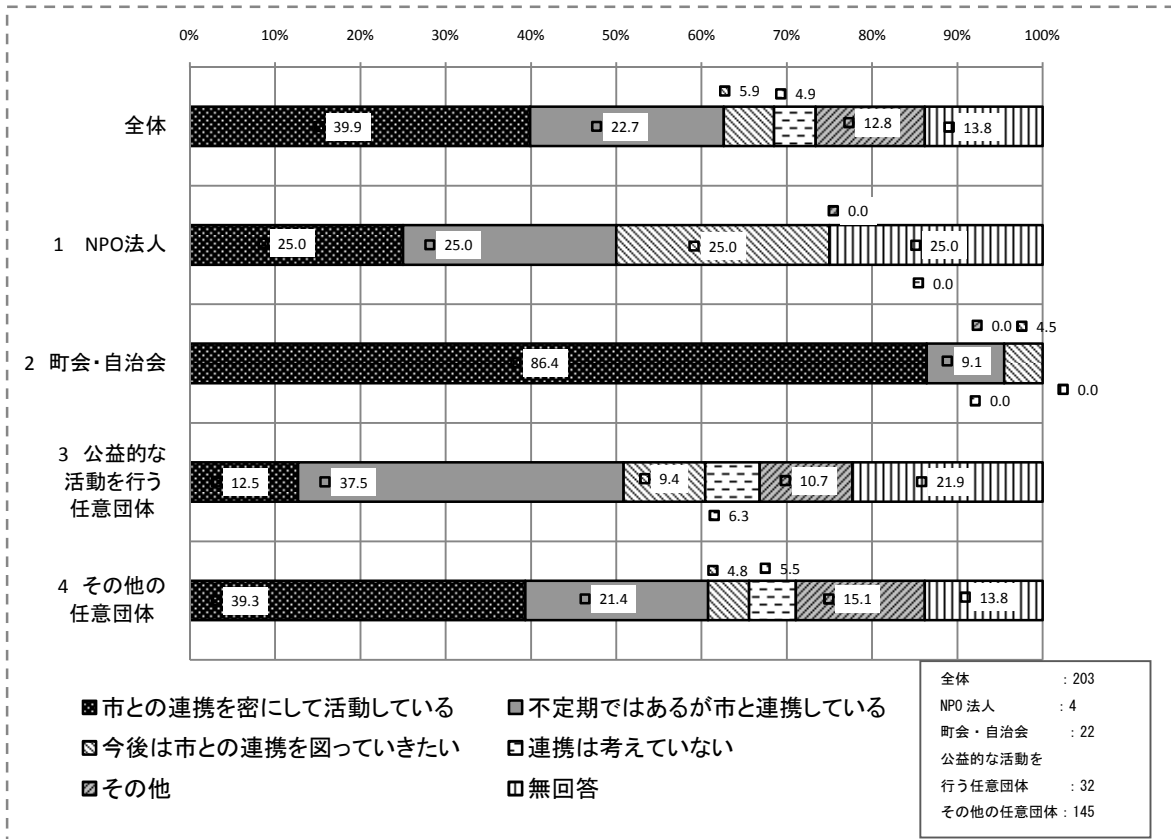 0% 10% 20% 30% 40% 50% 60% 70% 80% 90% 100%
5.9 4.9
全体 39.9 22.7 12.8 13.8
0.0
1 NPO法人 25.0 25.0 25.0 25.0
0.0
0.0 4.5
2 町会・自治会 86.4 9.1
0.0 0.0
3 公益的な
活動を行う
任意団体
12.5 37.5 9.4 10.7 21.9
6.3
4.8 5.5
4 その他の
任意団体
39.3 21.4 15.1 13.8
市との連携を密にして活動している 不定期ではあるが市と連携している
今後は市との連携を図っていきたい 連携は考えていない
その他 無回答
全体 : 203
NPO 法人 : 4
町会・自治会 : 22
公益的な活動を
行う任意団体 : 32
その他の任意団体 : 145